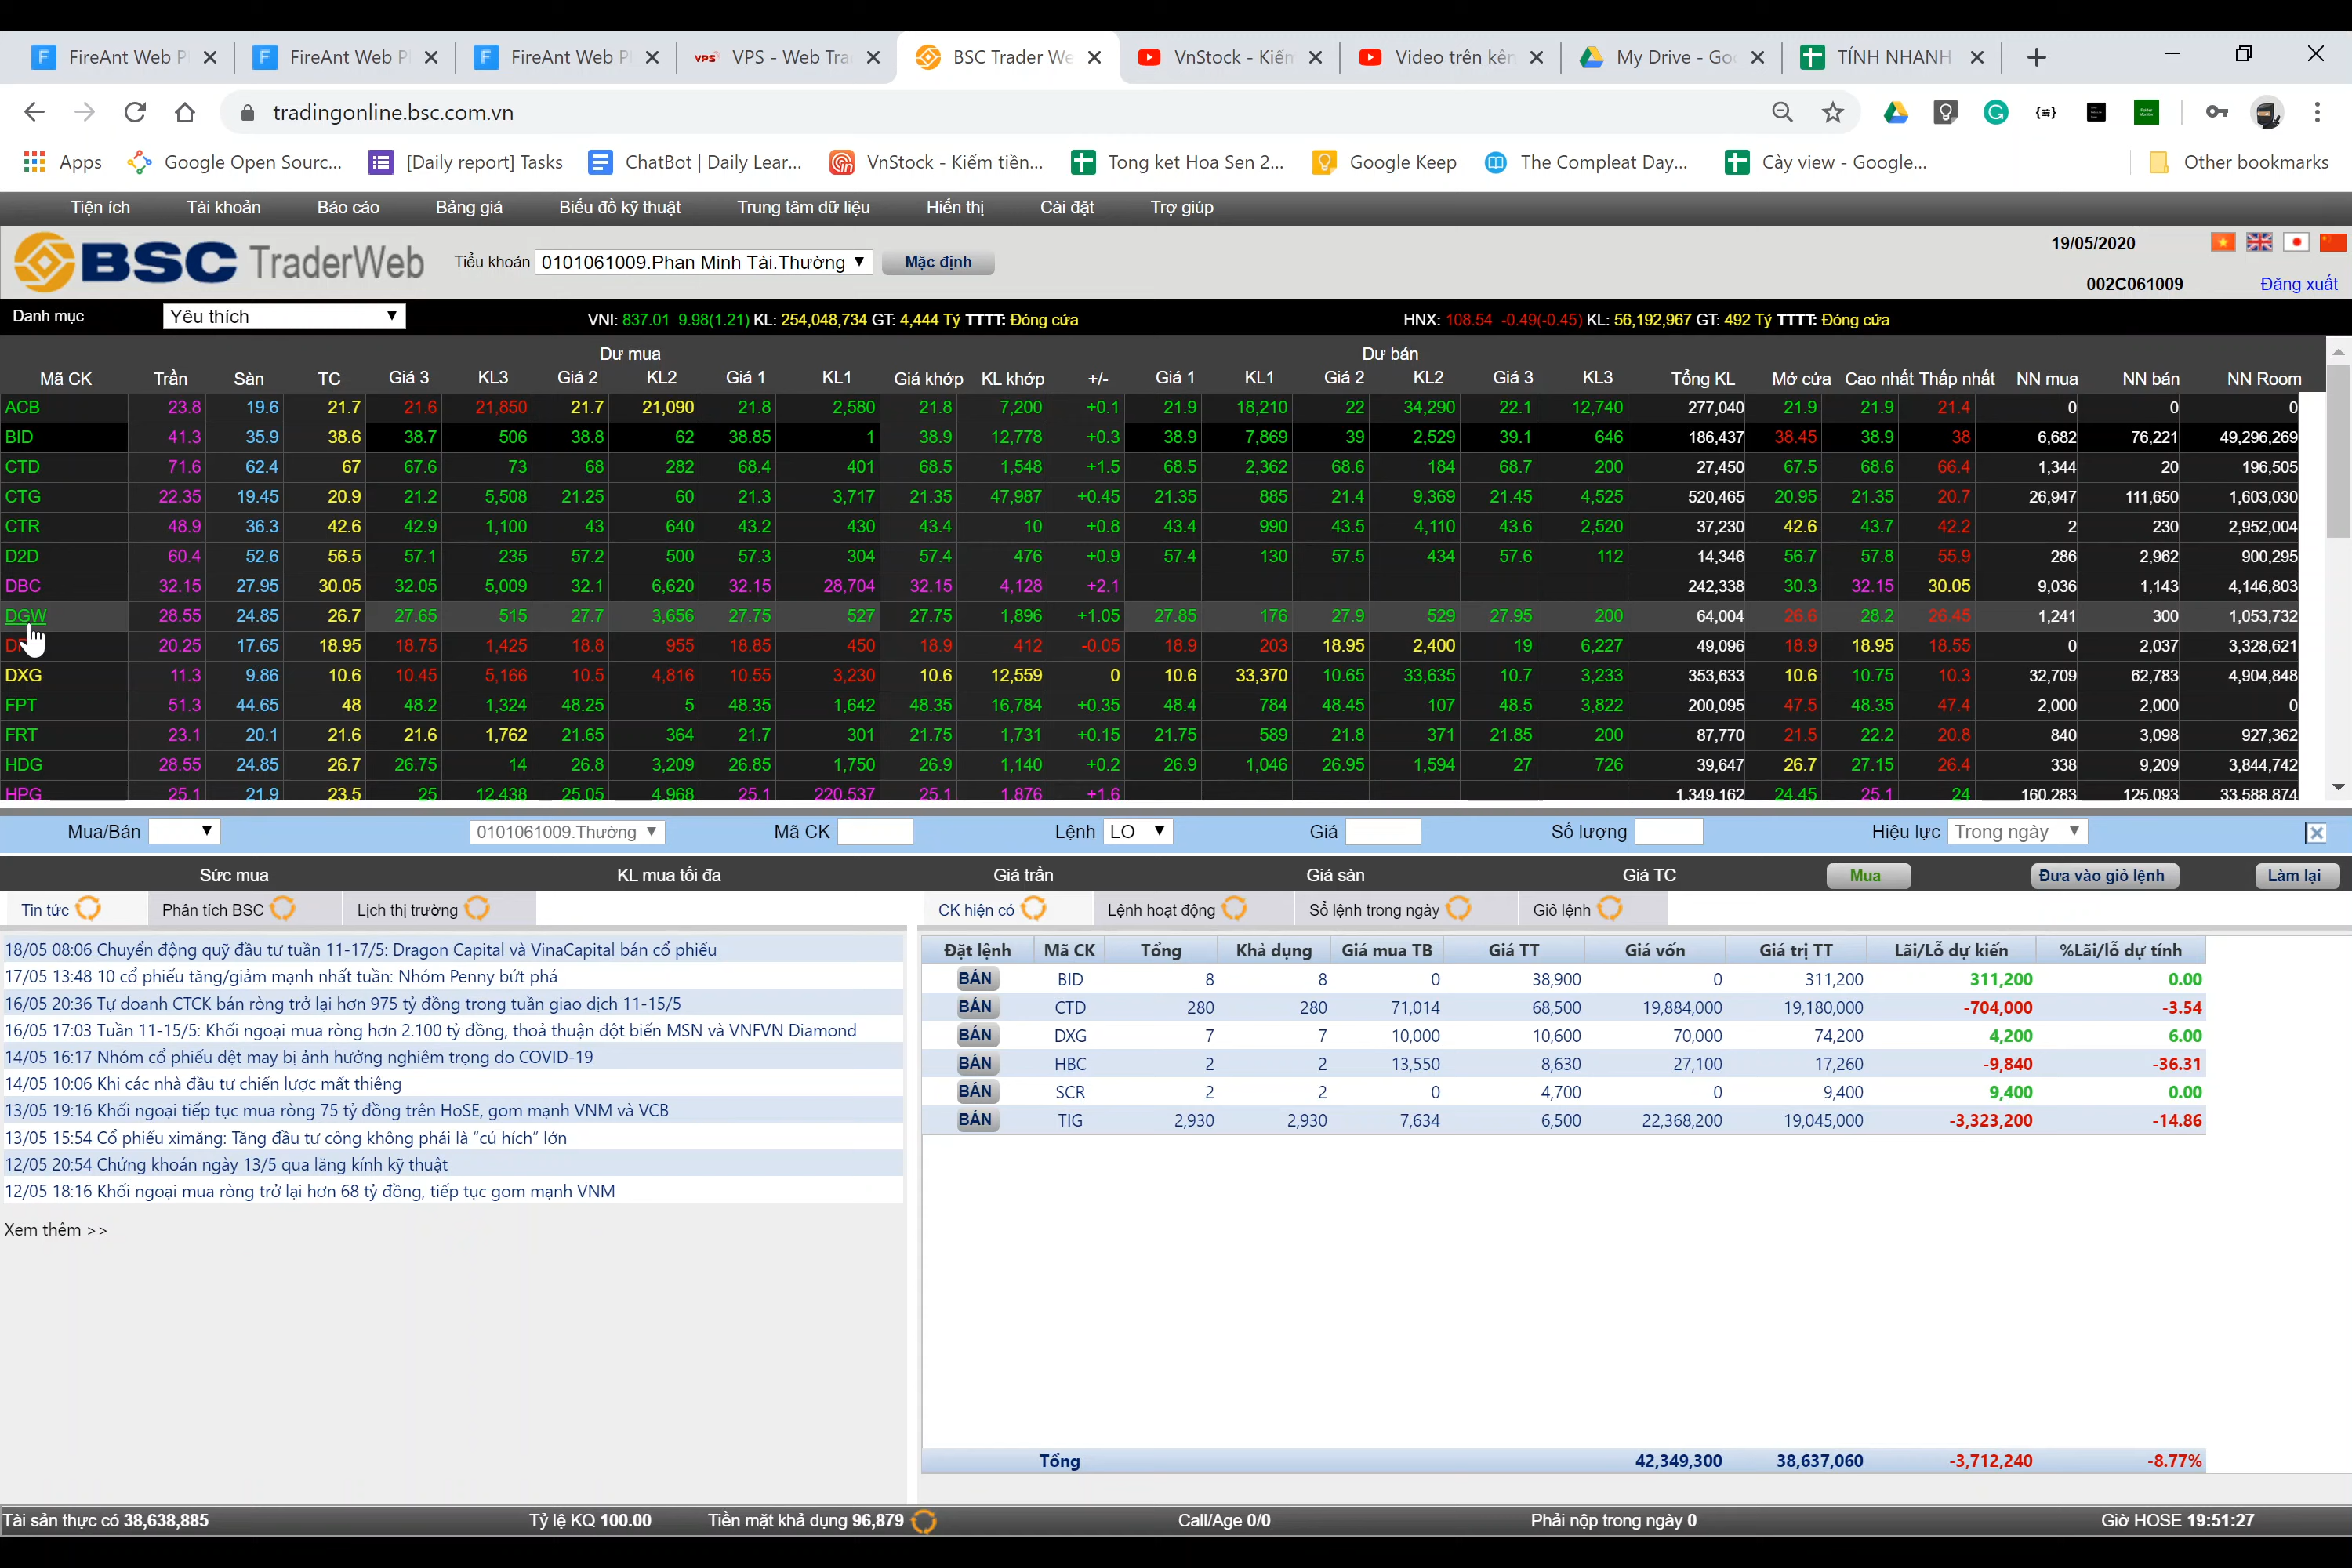 FireAnt Web P FireAnt Web P FireAnt Web P VPS VPS - Web Tra BSC Trader We VnStock - Kiếm Video trên kên My Drive - Goo TÍNH NHANH
tradingonline.bsc.com.vn
Apps Google Open Sourc... [Daily report] Tasks ChatBot | Daily Lear... VnStock - Kiếm tiền... Tong ket Hoa Sen 2... Google Keep The Compleat Day... Cày view - Google... Other bookmarks
Tiện ích Tài khoản Báo cáo Bảng giá Biểu đồ kỹ thuật Trung tâm dữ liệu Hiển thị Cài đặt Trợ giúp
BSC TraderWeb Tiểu khoản 0101061009.Phan Minh Tài.Thường Mặc định 19/05/2020
002C061009 Đăng xuất
Danh mục Yêu thích VNI: 837.01 9.98(1.21) KL: 254,048,734 GT: 4,444 Tỷ TTTT: Đóng cửa HNX: 108.54 -0.49(-0.45) KL: 56,192,967 GT: 492 Tỷ TTTT: Đóng cửa
Dư mua Dư bán
Mã CK Trần Sàn TC Giá 3 KL3 Giá 2 KL2 Giá 1 KL1 Giá khớp KL khớp +/- Giá 1 KL1 Giá 2 KL2 Giá 3 KL3 Tổng KL Mở cửa Cao nhất Thấp nhất NN mua NN bán NN Room
ACB 23.8 19.6 21.7 21.6 21,850 21.7 21,090 21.8 2,580 21.8 7,200 +0.1 21.9 18,210 22 34,290 22.1 12,740 277,040 21.9 21.9 21.4 0 0 0
BID 41.3 35.9 38.6 38.7 506 38.8 62 38.85 1 38.9 12,778 +0.3 38.9 7,869 39 2,529 39.1 646 186,437 38.45 38.9 38 6,682 76,221 49,296,269
CTD 71.6 62.4 67 67.6 73 68 282 68.4 401 68.5 1,548 +1.5 68.5 2,362 68.6 184 68.7 200 27,450 67.5 68.6 66.4 1,344 20 196,505
CTG 22.35 19.45 20.9 21.2 5,508 21.25 60 21.3 3,717 21.35 47,987 +0.45 21.35 885 21.4 9,369 21.45 4,525 520,465 20.95 21.35 20.7 26,947 111,650 1,603,030
CTR 48.9 36.3 42.6 42.9 1,100 43 640 43.2 430 43.4 10 +0.8 43.4 990 43.5 4,110 43.6 2,520 37,230 42.6 43.7 42.2 2 230 2,952,004
D2D 60.4 52.6 56.5 57.1 235 57.2 500 57.3 304 57.4 476 +0.9 57.4 130 57.5 434 57.6 112 14,346 56.7 57.8 55.9 286 2,962 900,295
DBC 32.15 27.95 30.05 32.05 5,009 32.1 6,620 32.15 28,704 32.15 4,128 +2.1 242,338 30.3 32.15 30.05 9,036 1,143 4,146,803
DGW 28.55 24.85 26.7 27.65 515 27.7 3,656 27.75 527 27.75 1,896 +1.05 27.85 176 27.9 529 27.95 200 64,004 26.6 28.2 26.45 1,241 300 1,053,732
20.25 17.65 18.95 18.75 1,425 18.8 955 18.85 450 18.9 412 -0.05 18.9 203 18.95 2,400 19 6,227 49,096 18.9 18.95 18.55 0 2,037 3,328,621
DXG 11.3 9.86 10.6 10.45 5,166 10.5 4,816 10.55 3,230 10.6 12,559 0 10.6 33,370 10.65 33,635 10.7 3,233 353,633 10.6 10.75 10.3 32,709 62,783 4,904,848
FPT 51.3 44.65 48 48.2 1,324 48.25 5 48.35 1,642 48.35 16,784 +0.35 48.4 784 48.45 107 48.5 3,822 200,095 47.5 48.35 47.4 2,000 2,000 0
FRT 23.1 20.1 21.6 21.6 1,762 21.65 364 21.7 301 21.75 1,731 +0.15 21.75 589 21.8 371 21.85 200 87,770 21.5 22.2 20.8 840 3,098 927,362
HDG 28.55 24.85 26.7 26.75 14 26.8 3,209 26.85 1,750 26.9 1,140 +0.2 26.9 1,046 26.95 1,594 27 726 39,647 26.7 27.15 26.4 338 9,209 3,844,742
HPG 25.1 21.9 23.5 25 12,438 25.05 4,968 25.1 220,537 25.1 1,876 +1.6 1,349,162 24.45 25.1 24 160,283 125,093 33,588,874
Mua/Bán 0101061009.Thường Mã CK Lệnh LO Giá Số lượng Hiệu lực Trong ngày
Sức mua KL mua tối đa Giá trần Giá sàn Giá TC Mua Đưa vào giỏ lệnh Làm lại
Tin tức Phân tích BSC Lịch thị trường CK hiện có Lệnh hoạt động Sổ lệnh trong ngày Giỏ lệnh
18/05 08:06 Chuyển động quỹ đầu tư tuần 11-17/5: Dragon Capital và VinaCapital bán cổ phiếu
17/05 13:48 10 cổ phiếu tăng/giảm mạnh nhất tuần: Nhóm Penny bứt phá
16/05 20:36 Tự doanh CTCK bán ròng trở lại hơn 975 tỷ đồng trong tuần giao dịch 11-15/5
16/05 17:03 Tuần 11-15/5: Khối ngoại mua ròng hơn 2.100 tỷ đồng, thoả thuận đột biến MSN và VNFVN Diamond
14/05 16:17 Nhóm cổ phiếu dệt may bị ảnh hưởng nghiêm trọng do COVID-19
14/05 10:06 Khi các nhà đầu tư chiến lược mất thiêng
13/05 19:16 Khối ngoại tiếp tục mua ròng 75 tỷ đồng trên HoSE, gom mạnh VNM và VCB
13/05 15:54 Cổ phiếu ximăng: Tăng đầu tư công không phải là “cú hích” lớn
12/05 20:54 Chứng khoán ngày 13/5 qua lăng kính kỹ thuật
12/05 18:16 Khối ngoại mua ròng trở lại hơn 68 tỷ đồng, tiếp tục gom mạnh VNM
Xem thêm >>
Đặt lệnh Mã CK Tổng Khả dụng Giá mua TB Giá TT Giá vốn Giá trị TT Lãi/Lỗ dự kiến %Lãi/lỗ dự tính
BÁN BID 8 8 0 38,900 0 311,200 311,200 0.00
BÁN CTD 280 280 71,014 68,500 19,884,000 19,180,000 -704,000 -3.54
BÁN DXG 7 7 10,000 10,600 70,000 74,200 4,200 6.00
BÁN HBC 2 2 13,550 8,630 27,100 17,260 -9,840 -36.31
BÁN SCR 2 2 0 4,700 0 9,400 9,400 0.00
BÁN TIG 2,930 2,930 7,634 6,500 22,368,200 19,045,000 -3,323,200 -14.86
Tổng 42,349,300 38,637,060 -3,712,240 -8.77%
Tài sản thực có 38,638,885 Tỷ lệ KQ 100.00 Tiền mặt khả dụng 96,879 Call/Age 0/0 Phải nộp trong ngày 0 Giờ HOSE 19:51:27